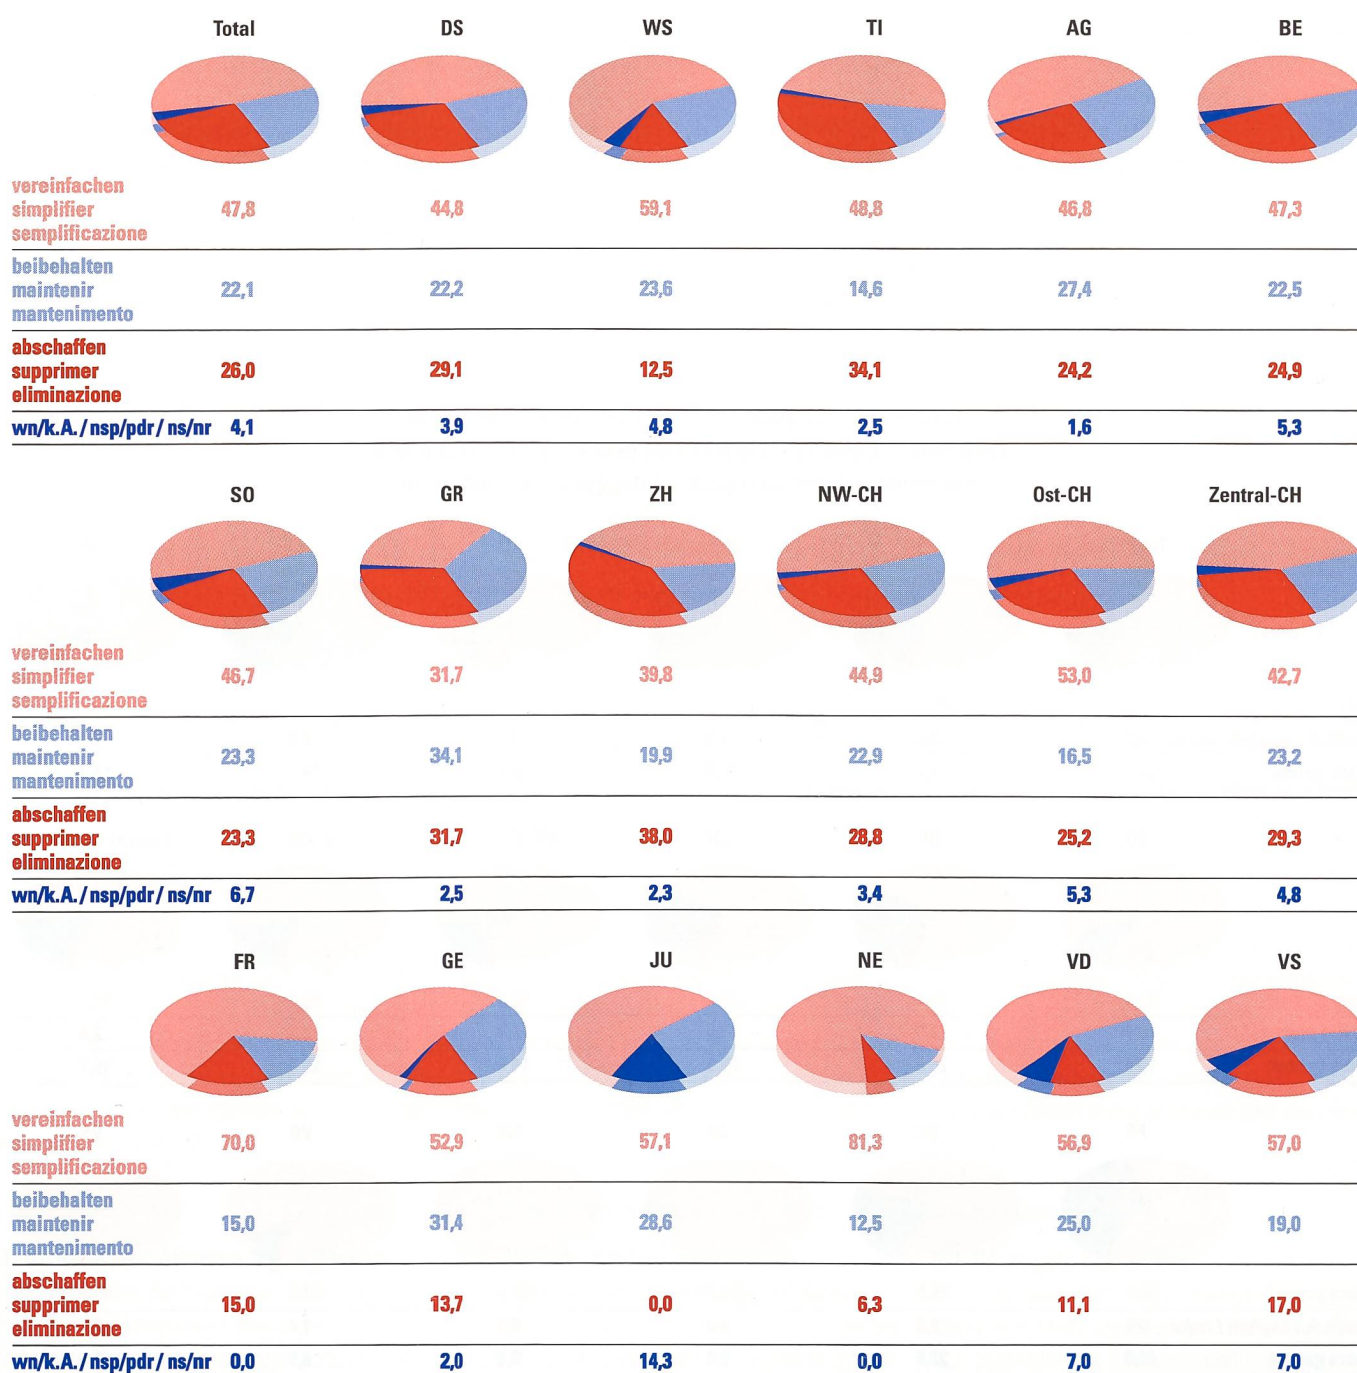 Total DS WS TI AG BE
vereinfachen
simplifier 47,8 44,8 59,1 48,8 46,8 47,3
semplificazione
beibehalten
maintenir 22,1 22,2 23,6 14,6 27,4 22,5
mantenimento
abschaffen
supprimer 26,0 29,1 12,5 34,1 24,2 24,9
eliminazione
wn/k.A./nsp/pdr/ns/nr 4,1 3,9 4,8 2,5 1,6 5,3
SO GR ZH NW-CH Ost-CH Zentral-CH
vereinfachen
simplifier 46,7 31,7 39,8 44,9 53,0 42,7
semplificazione
beibehalten
maintenir 23,3 34,1 19,9 22,9 16,5 23,2
mantenimento
abschaffen
supprimer 23,3 31,7 38,0 28,8 25,2 29,3
eliminazione
wn/k.A./nsp/pdr/ns/nr 6,7 2,5 2,3 3,4 5,3 4,8
FR GE JU NE VD VS
vereinfachen
simplifier 70,0 52,9 57,1 81,3 56,9 57,0
semplificazione
beibehalten
maintenir 15,0 31,4 28,6 12,5 25,0 19,0
mantenimento
abschaffen
supprimer 15,0 13,7 0,0 6,3 11,1 17,0
eliminazione
wn/k.A./nsp/pdr/ns/nr 0,0 2,0 14,3 0,0 7,0 7,0